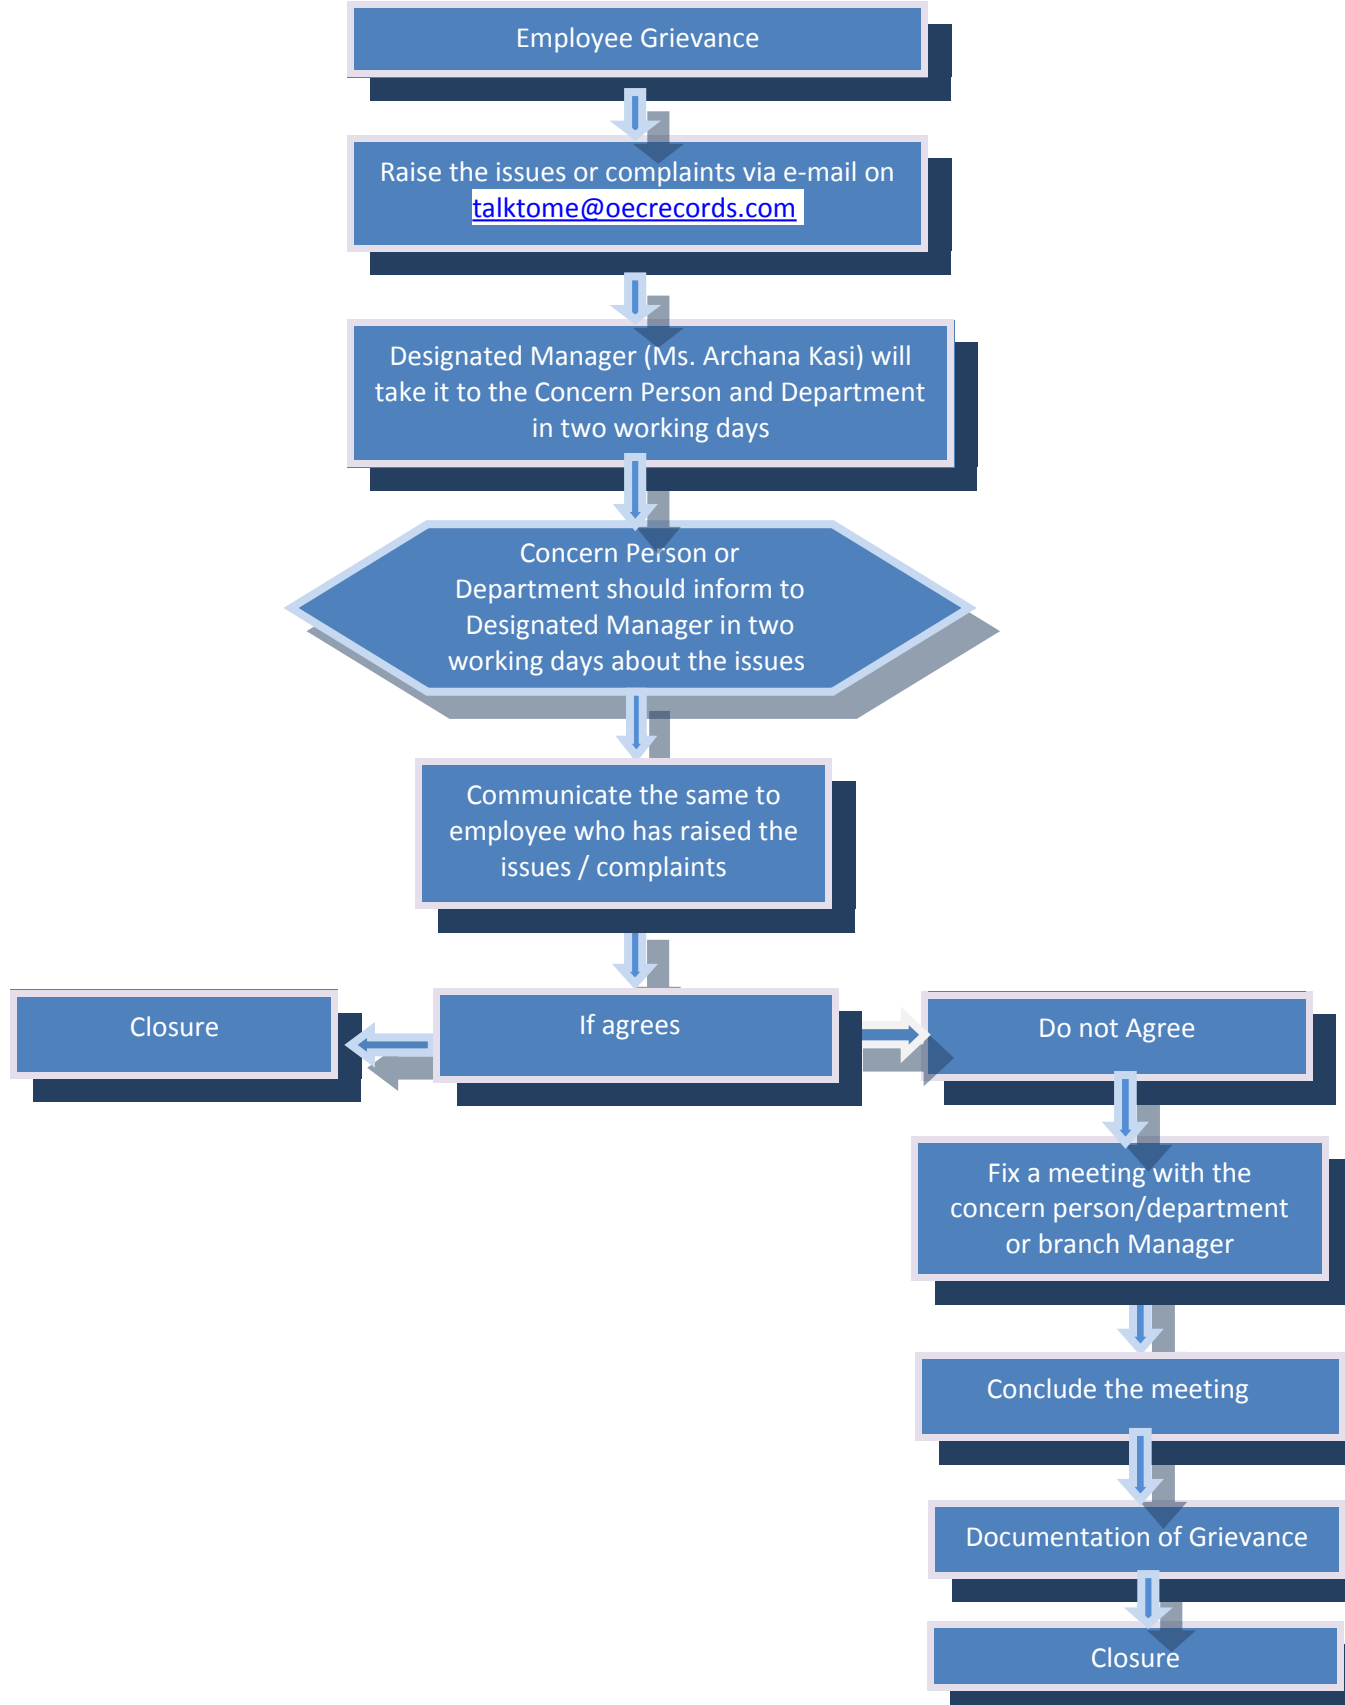 Employee Grievance
Raise the issues or complaints via e-mail on
talktome@oecrecords.com
Designated Manager (Ms. Archana Kasi) will
take it to the Concern Person and Department
in two working days
Concern Person or
Department should inform to
Designated Manager in two
working days about the issues
Communicate the same to
employee who has raised the
issues / complaints
Closure
If agrees
Do not Agree
Fix a meeting with the
concern person/department
or branch Manager
Conclude the meeting
Documentation of Grievance
Closure